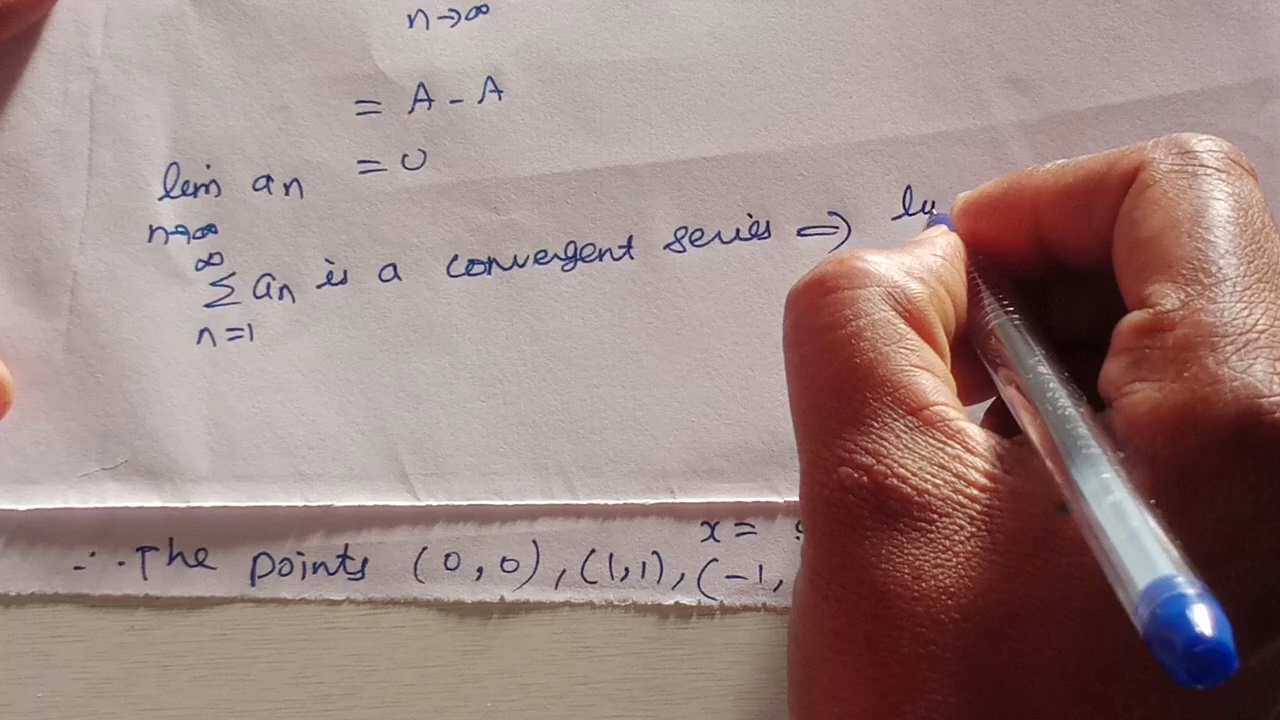 n→∞
= A - A
lim an = 0
n→∞
∞
Σ an is a convergent series ⇒
n=1
x =
∴ The points (0,0), (1,1), (-1,